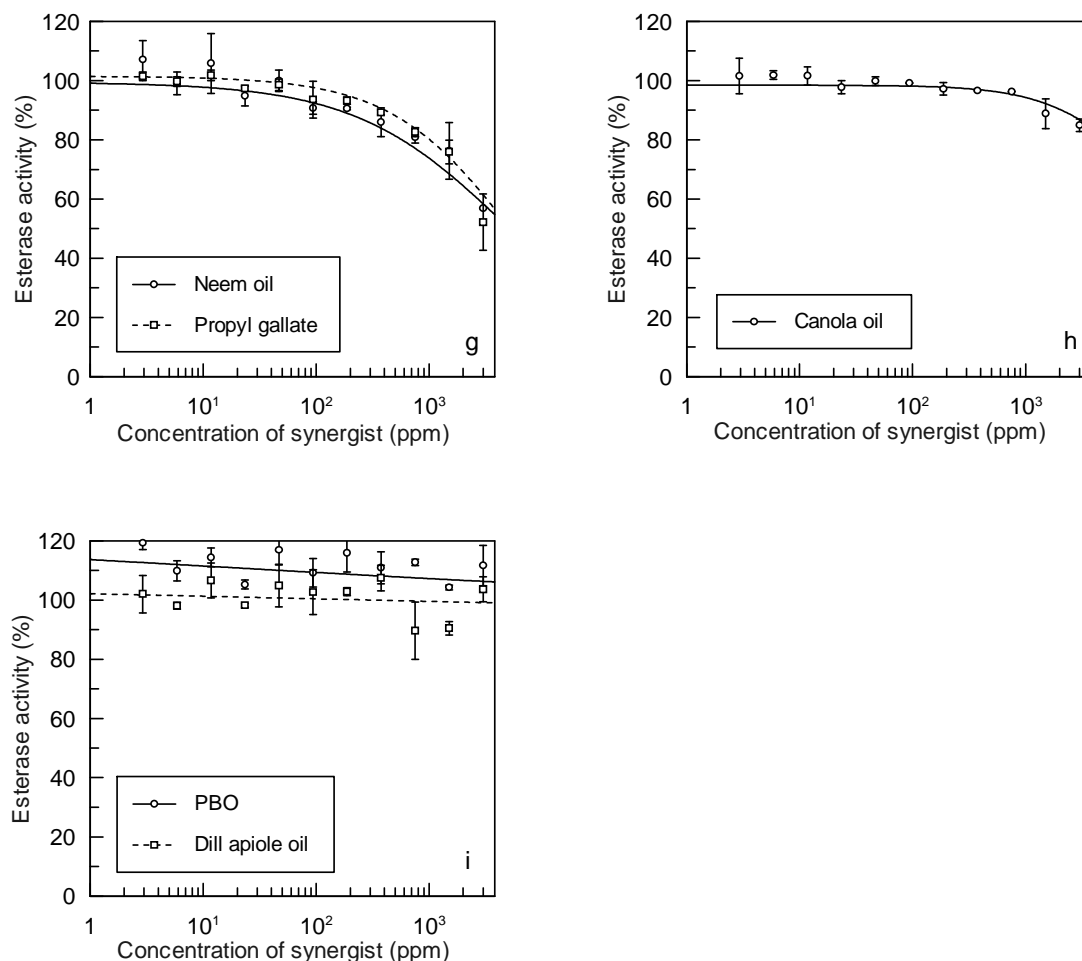 120
100
80
60
40
20
0
Esterase activity (%)
Neem oil
Propyl gallate
g
1 10¹ 10² 10³
Concentration of synergist (ppm)
120
100
80
60
40
20
0
Esterase activity (%)
Canola oil
h
1 10¹ 10² 10³
Concentration of synergist (ppm)
120
100
80
60
40
20
0
Esterase activity (%)
PBO
Dill apiole oil
i
1 10¹ 10² 10³
Concentration of synergist (ppm)